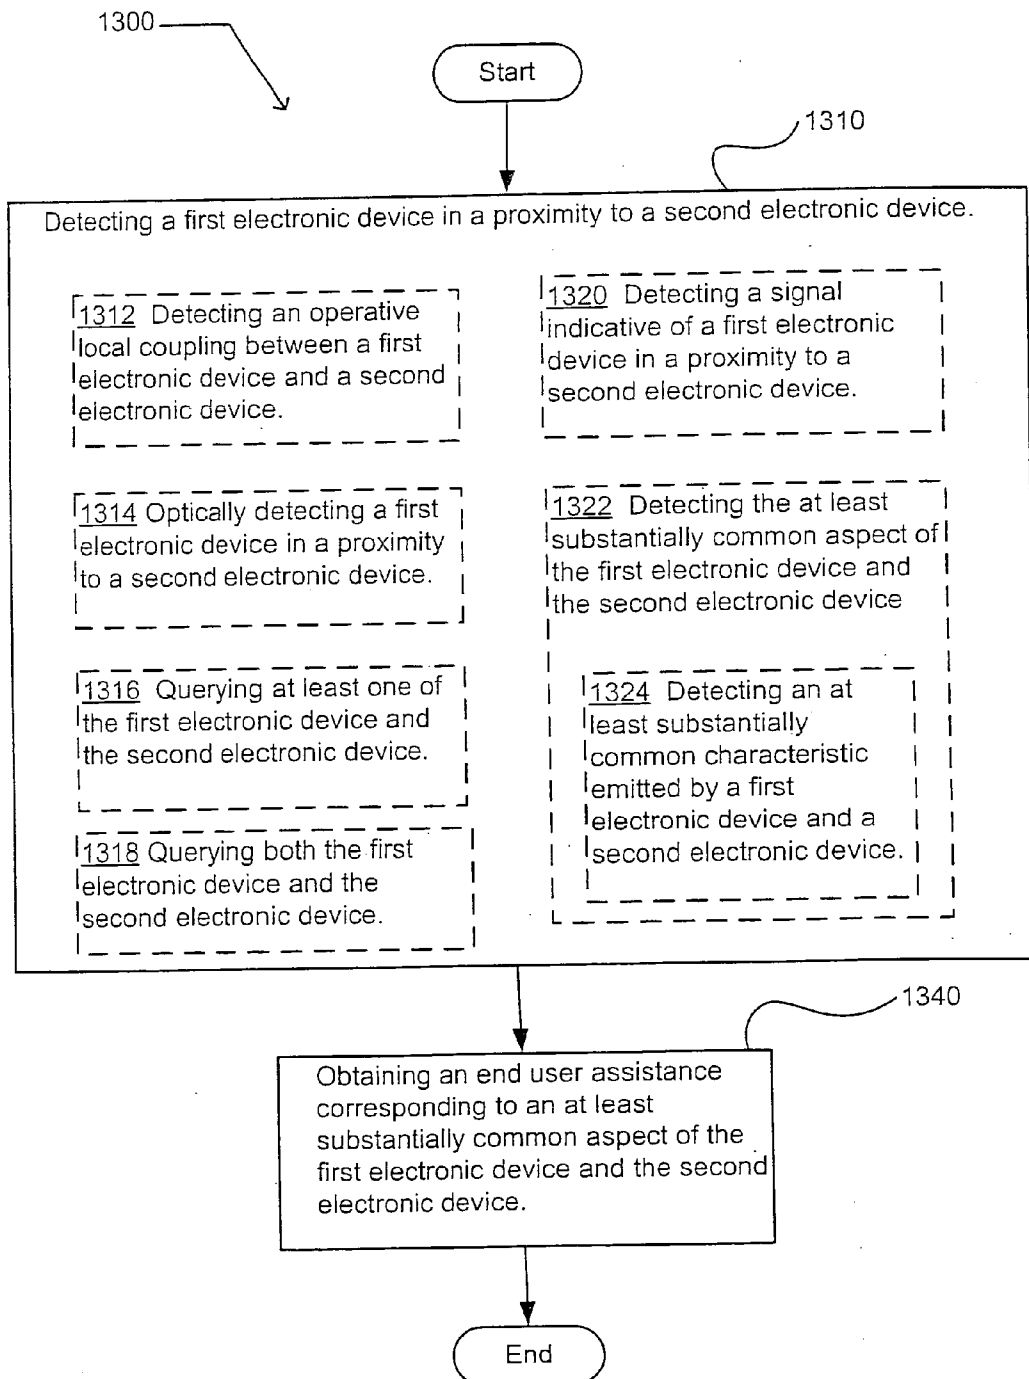 1300
Start
1310
Detecting a first electronic device in a proximity to a second electronic device.
1312 Detecting an operative
local coupling between a first
electronic device and a second
electronic device.
1314 Optically detecting a first
electronic device in a proximity
to a second electronic device.
1316 Querying at least one of
the first electronic device and
the second electronic device.
1318 Querying both the first
electronic device and the
second electronic device.
1320 Detecting a signal
indicative of a first electronic
device in a proximity to a
second electronic device.
1322 Detecting the at least
substantially common aspect of
the first electronic device and
the second electronic device
1324 Detecting an at
least substantially
common characteristic
emitted by a first
electronic device and a
second electronic device.
1340
Obtaining an end user assistance
corresponding to an at least
substantially common aspect of the
first electronic device and the second
electronic device.
End